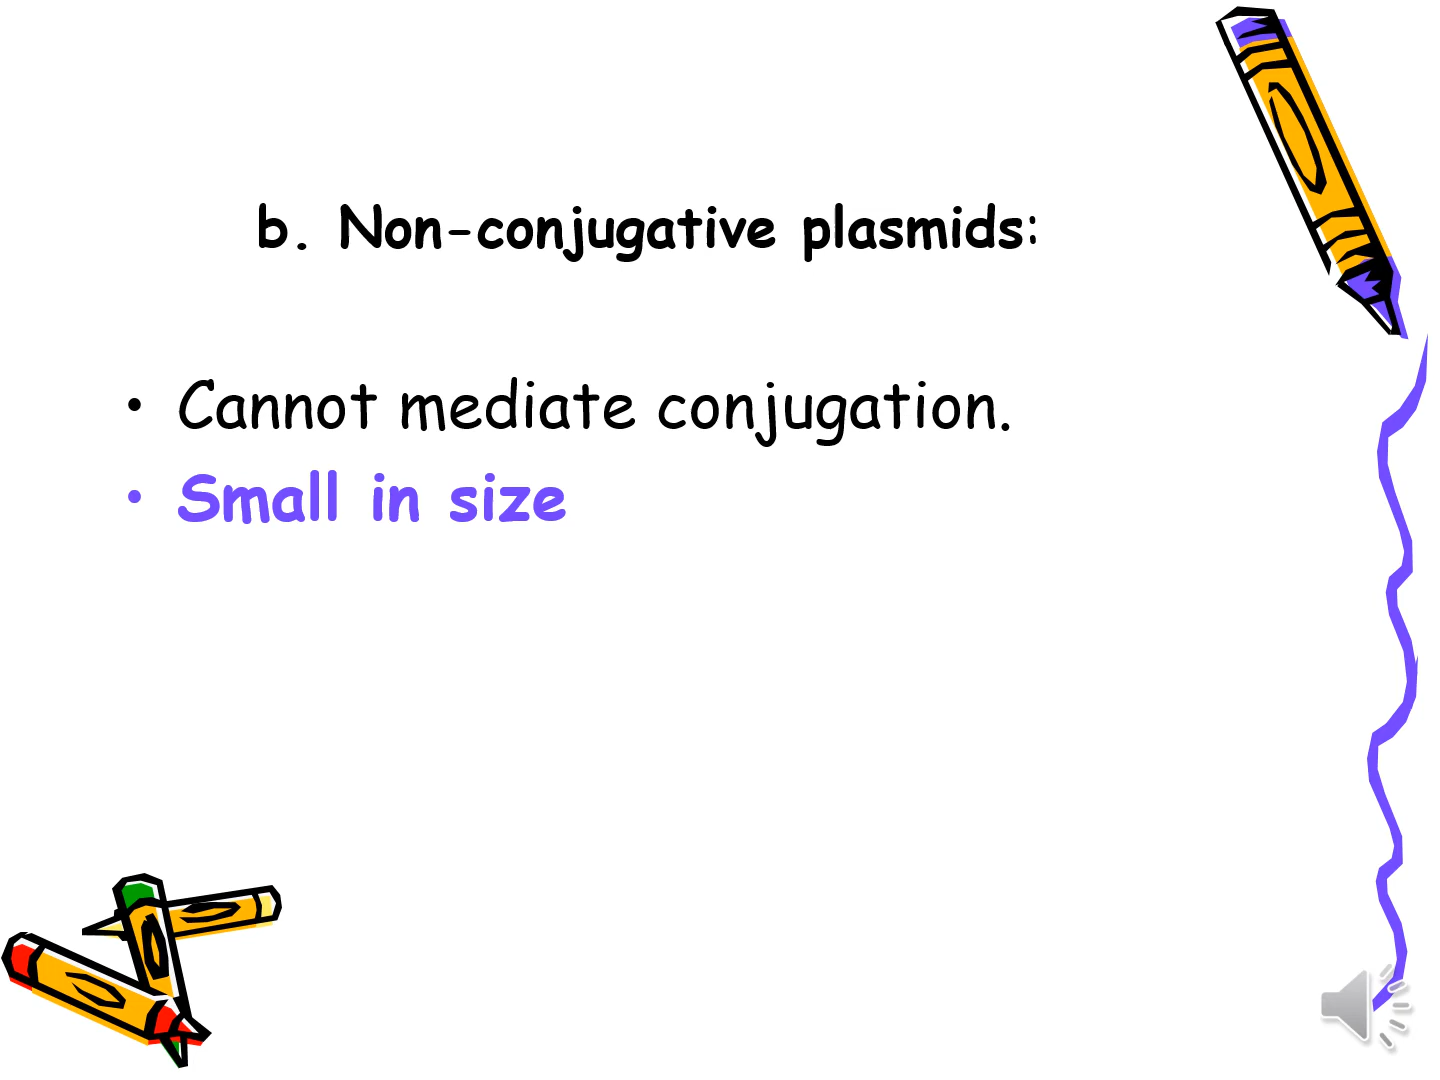 b. Non-conjugative plasmids:
• Cannot mediate conjugation.
• Small in size